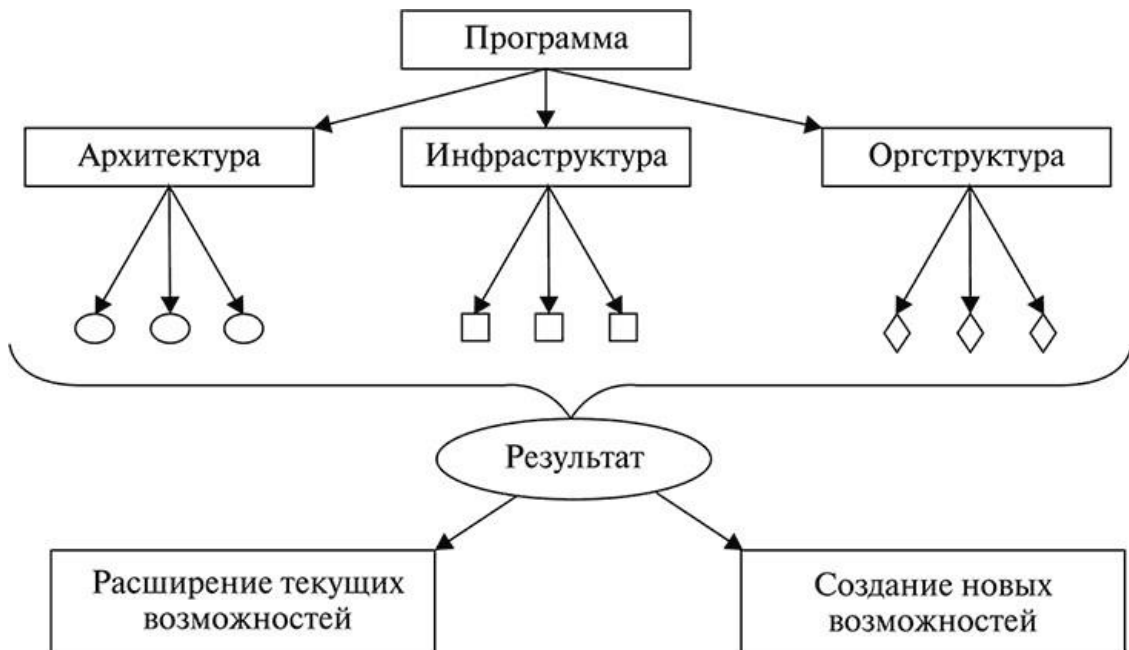 Программа
Архитектура
Инфраструктура
Оргструктура
Результат
Расширение текущих
возможностей
Создание новых
возможностей